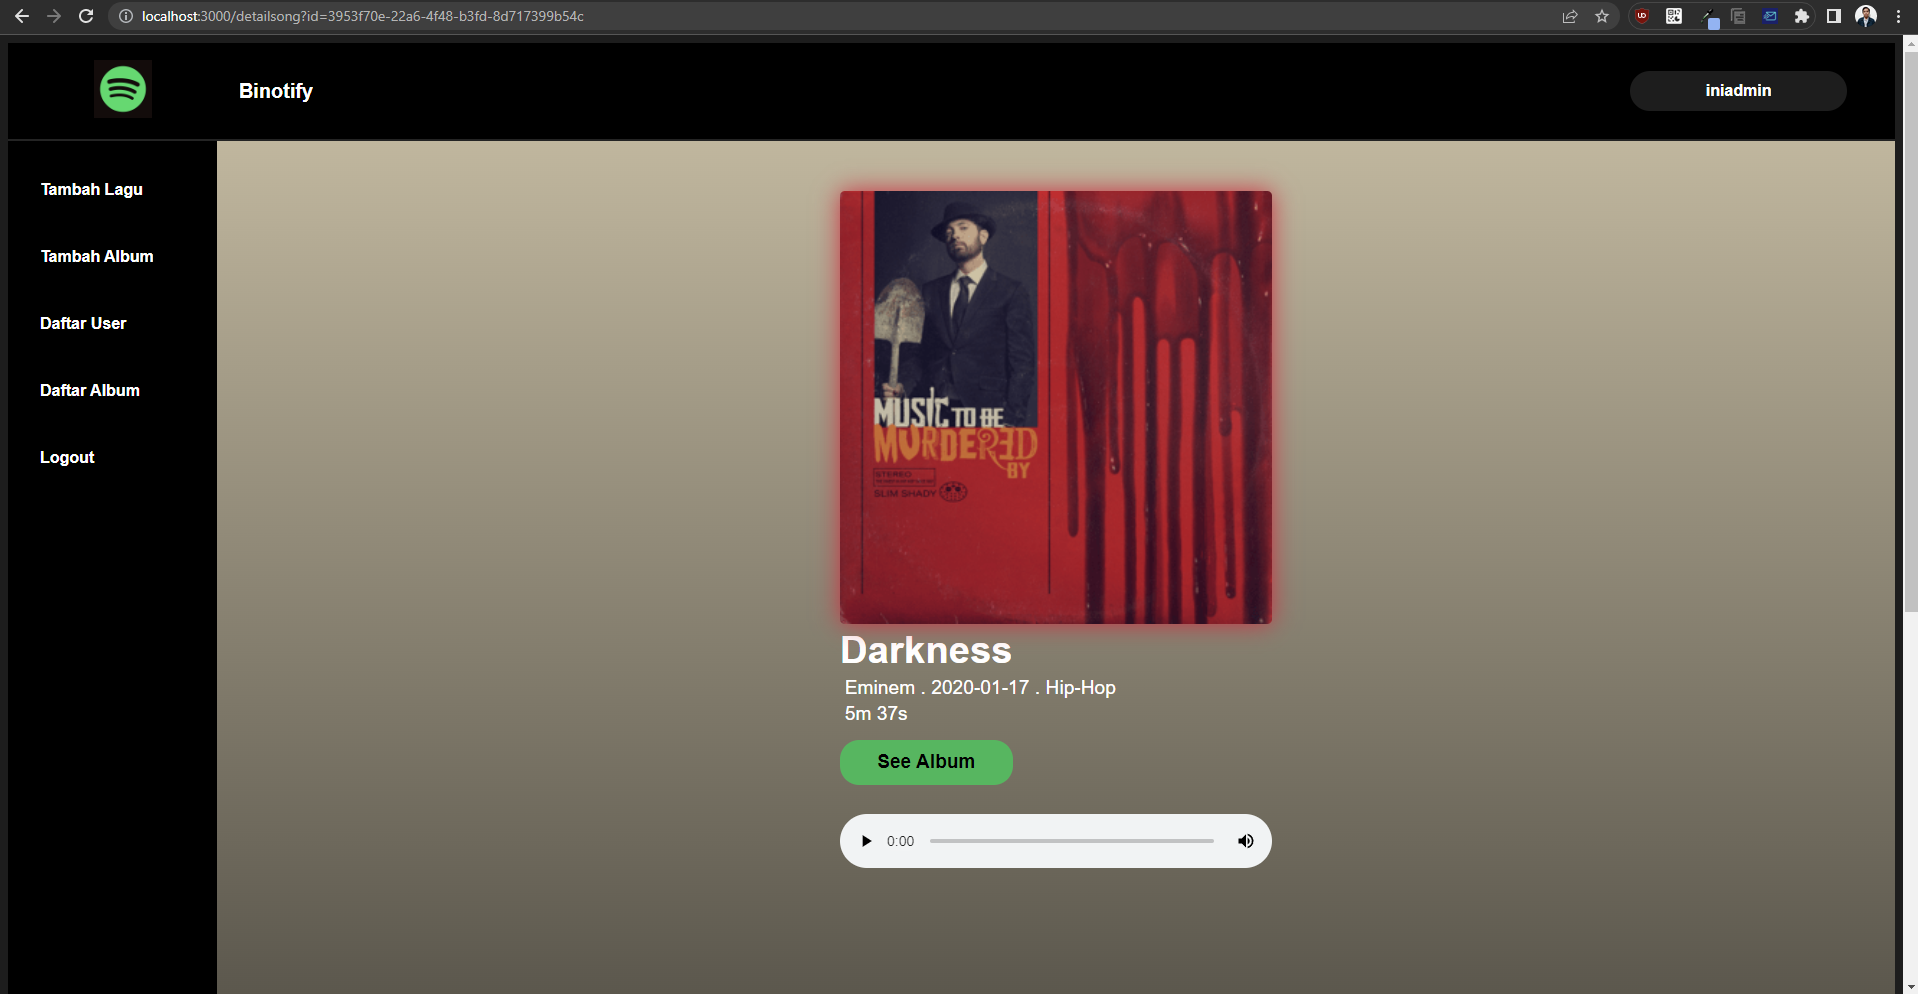 localhost:3000/detailsong?id=3953f70e-22a6-4f48-b3fd-8d717399b54c
Binotify
iniadmin
Tambah Lagu
Tambah Album
Daftar User
Daftar Album
Logout
MUSIC TO BE
MURDERED
BY
STEREO
SLIM SHADY
Darkness
Eminem . 2020-01-17 . Hip-Hop
5m 37s
See Album
0:00